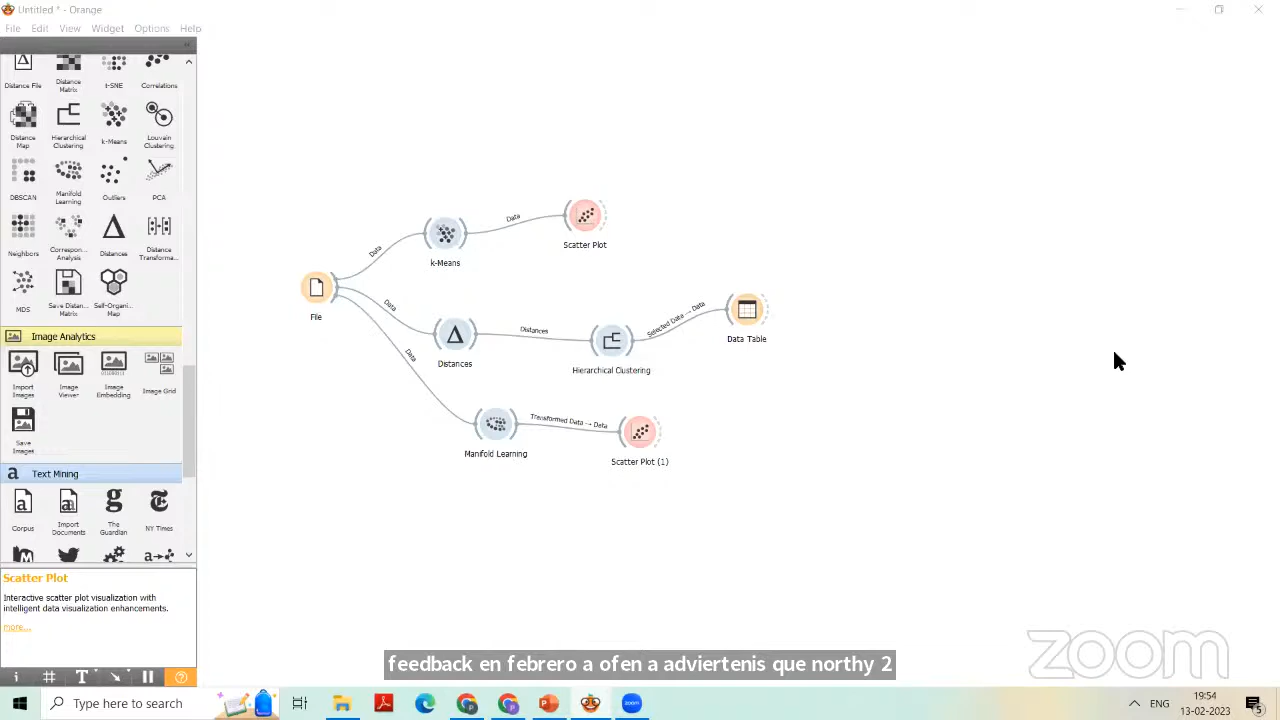 Untitled * - Orange
File Edit View Widget Options Help
Distance File
Distance Matrix
t-SNE
Correlations
Distance Map
Hierarchical Clustering
k-Means
Louvain Clustering
DBSCAN
Manifold Learning
Outliers
PCA
Neighbors
Correspon... Analysis
Distances
Distance Transforma...
MDS
Save Distan... Matrix
Self-Organi... Map
Image Analytics
Import Images
Image Viewer
Image Embedding
Image Grid
Save Images
a Text Mining
Corpus
Import Documents
The Guardian
NY Times
Scatter Plot
Interactive scatter plot visualization with
intelligent data visualization enhancements.
more...
File
Data
k-Means
Data
Scatter Plot
Data
Distances
Distances
Hierarchical Clustering
Selected Data → Data
Data Table
Data
Manifold Learning
Transformed Data → Data
Scatter Plot (1)
feedback en febrero a ofen a adviertenis que northy 2
zoom
Type here to search
zoom
ENG
19:54
13-02-2023
5